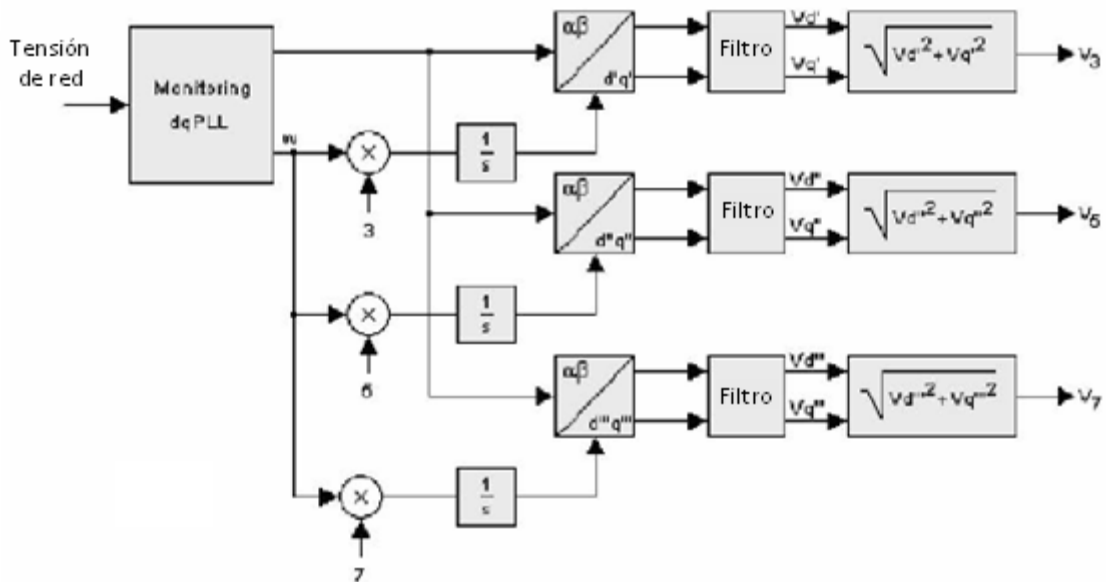 Tensión
de red
Monitoring
dqPLL
ω
3
1
s
αβ
d'q'
Filtro
Vd'
Vq'
√Vd'² + Vq'²
V₃
5
1
s
αβ
d''q''
Filtro
Vd''
Vq''
√Vd''² + Vq''²
V₅
7
1
s
αβ
d'''q'''
Filtro
Vd'''
Vq'''
√Vd'''² + Vq'''²
V₇